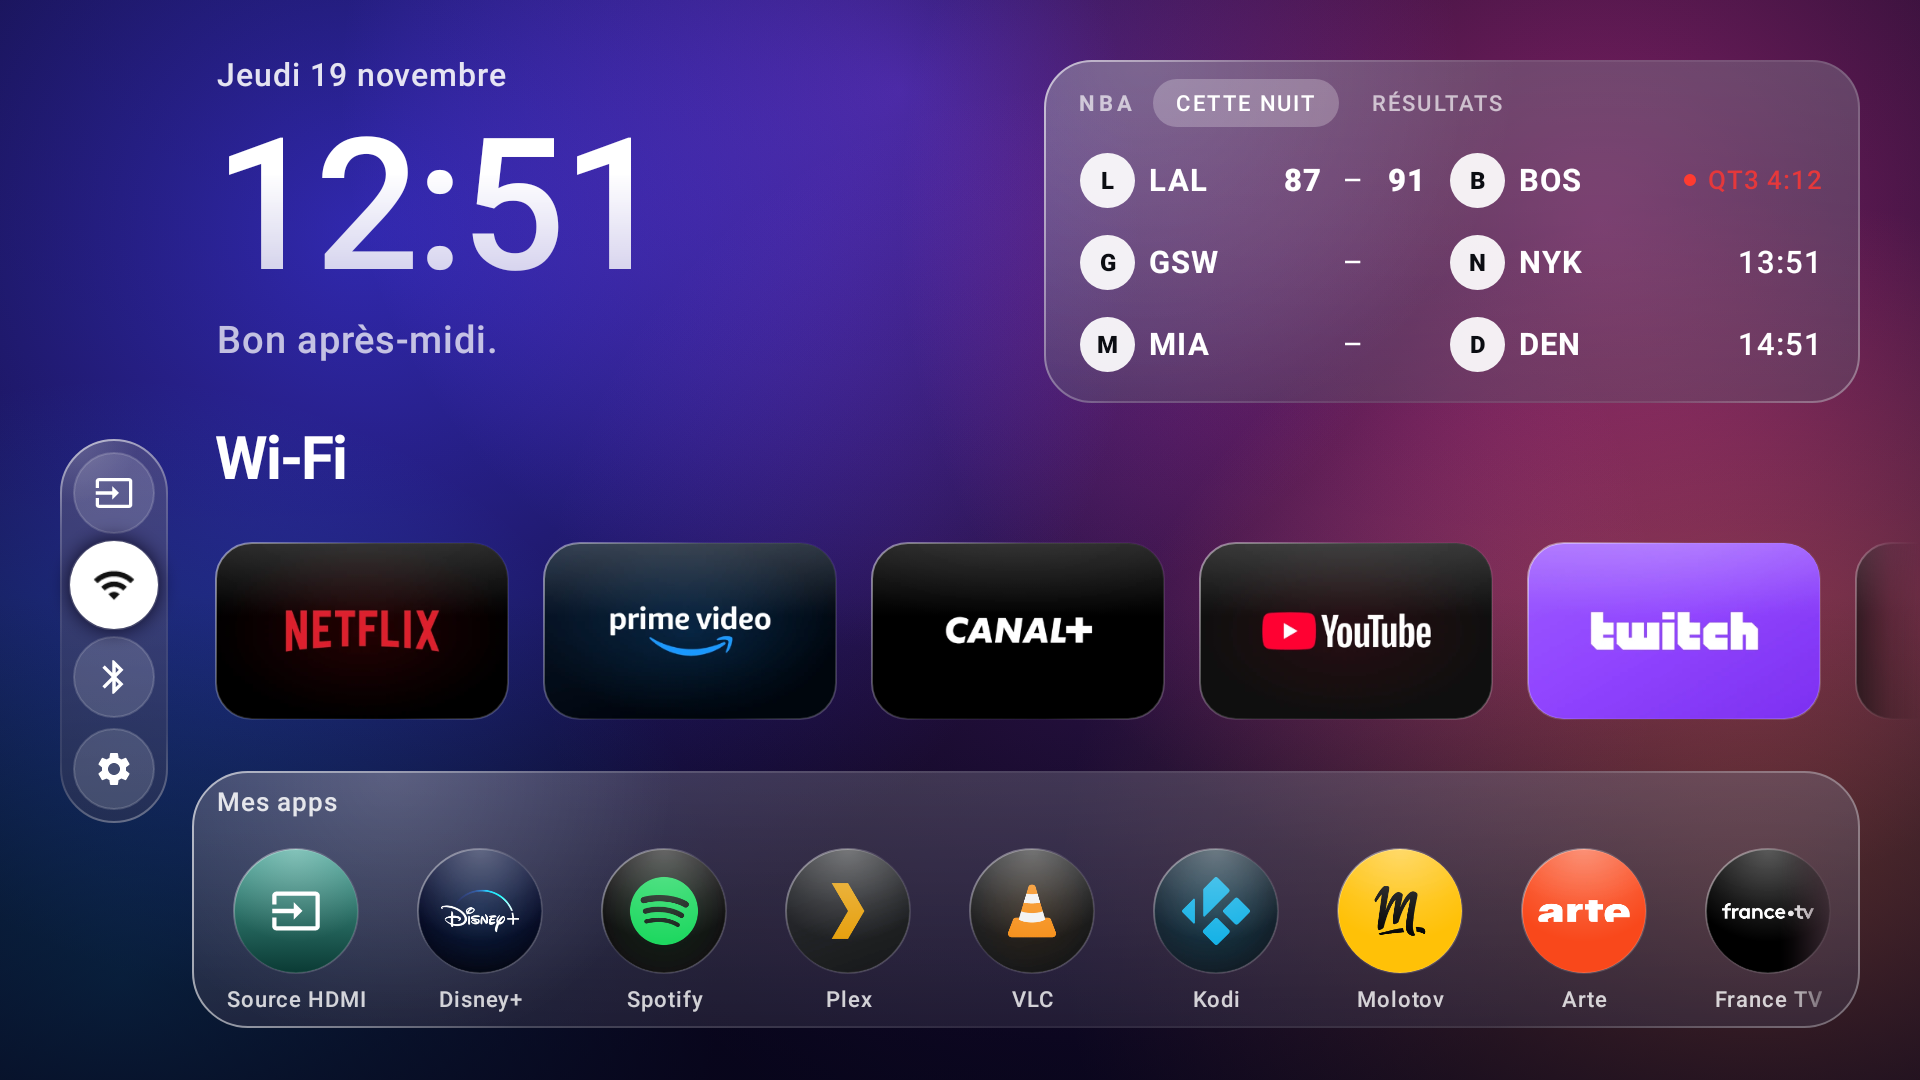 Jeudi 19 novembre
12:51
Bon après-midi.
NBA CETTE NUIT RÉSULTATS
L LAL 87 – 91 B BOS QT3 4:12
G GSW – N NYK 13:51
M MIA – D DEN 14:51
Wi-Fi
NETFLIX prime video CANAL+ YouTube twitch
Mes apps
Disney+ M. arte france•tv
Source HDMI Disney+ Spotify Plex VLC Kodi Molotov Arte France TV